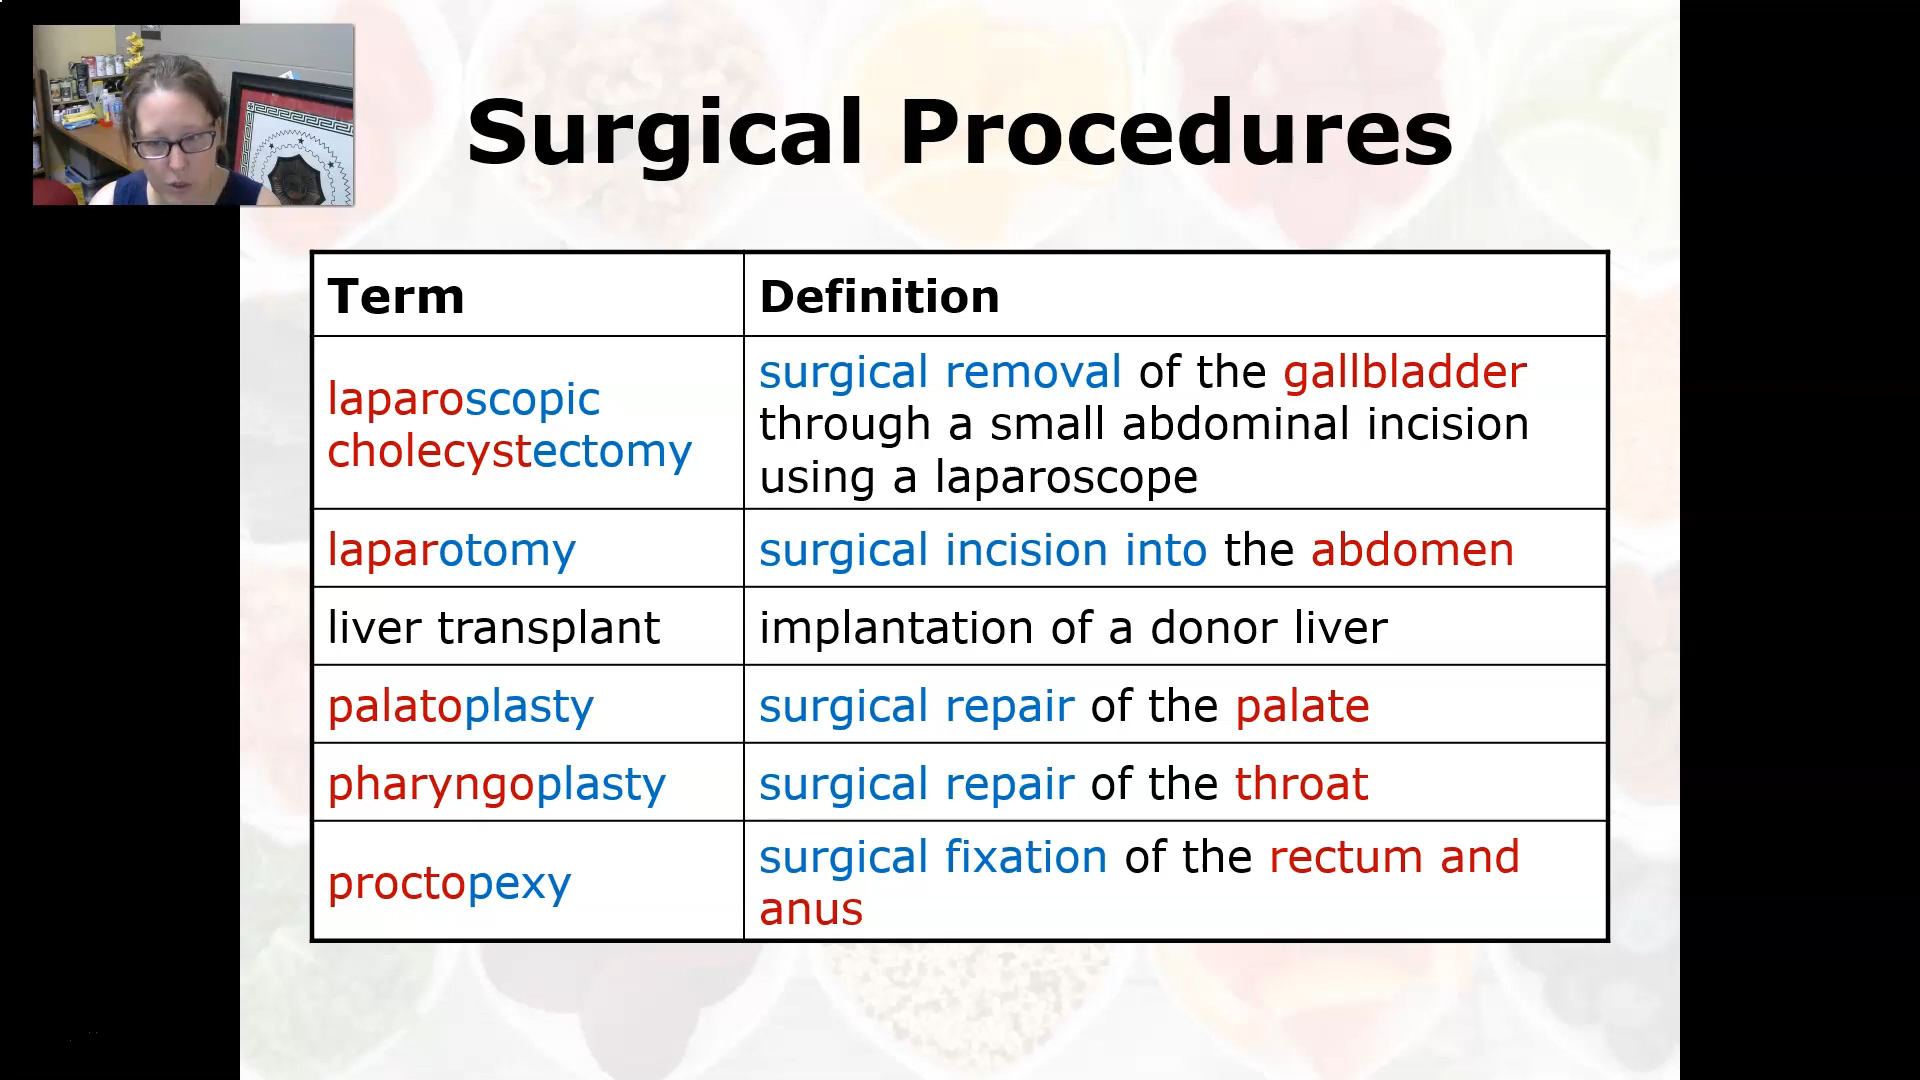 Surgical Procedures
Term
Definition
laparoscopic
cholecystectomy
surgical removal of the gallbladder
through a small abdominal incision
using a laparoscope
laparotomy
surgical incision into the abdomen
liver transplant
implantation of a donor liver
palatoplasty
surgical repair of the palate
pharyngoplasty
surgical repair of the throat
proctopexy
surgical fixation of the rectum and
anus